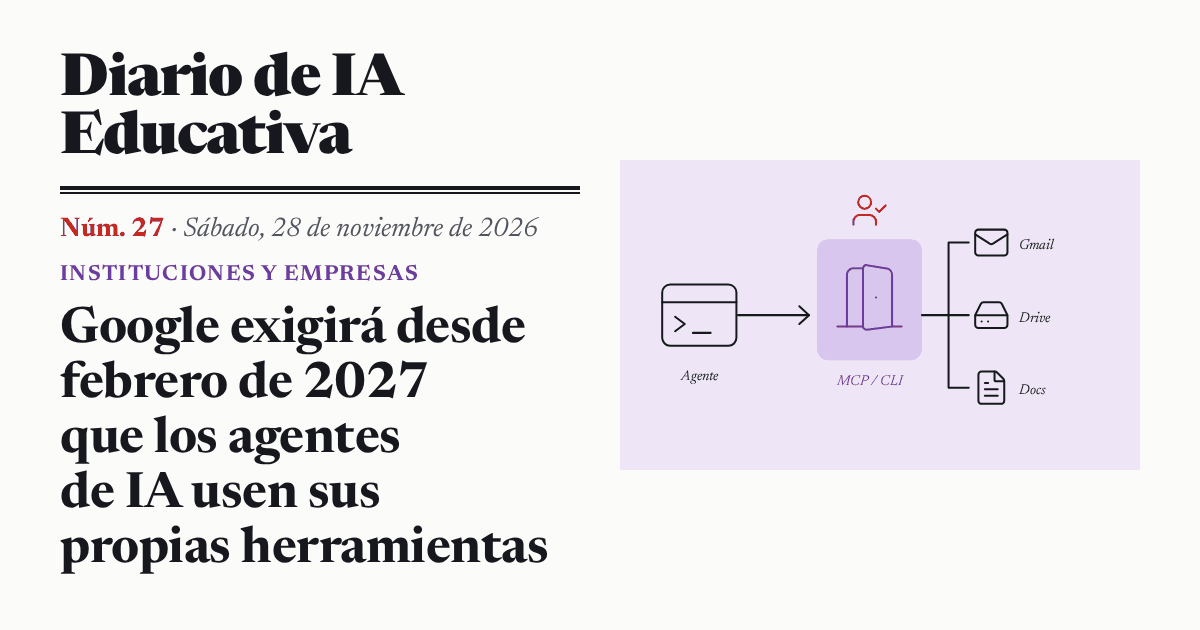 Diario de IA
Educativa
Núm. 27 · Sábado, 28 de noviembre de 2026
INSTITUCIONES Y EMPRESAS
Google exigirá desde
febrero de 2027
que los agentes
de IA usen sus
propias herramientas
Agente
MCP / CLI
Gmail
Drive
Docs